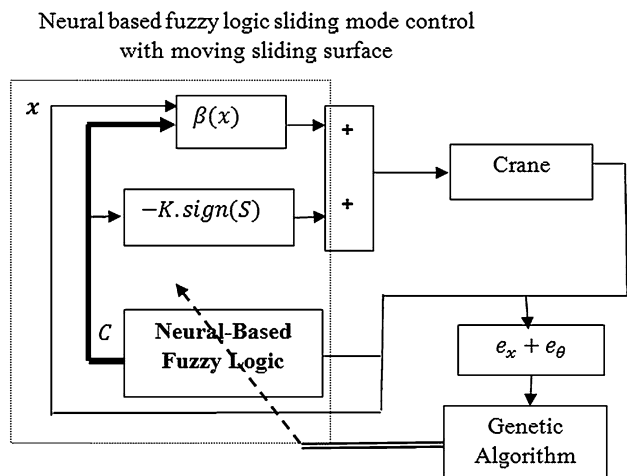 Neural based fuzzy logic sliding mode control
with moving sliding surface
x
β(x)
+
Crane
−K.sign(S)
+
C
Neural-Based
Fuzzy Logic
e_x + e_θ
Genetic
Algorithm